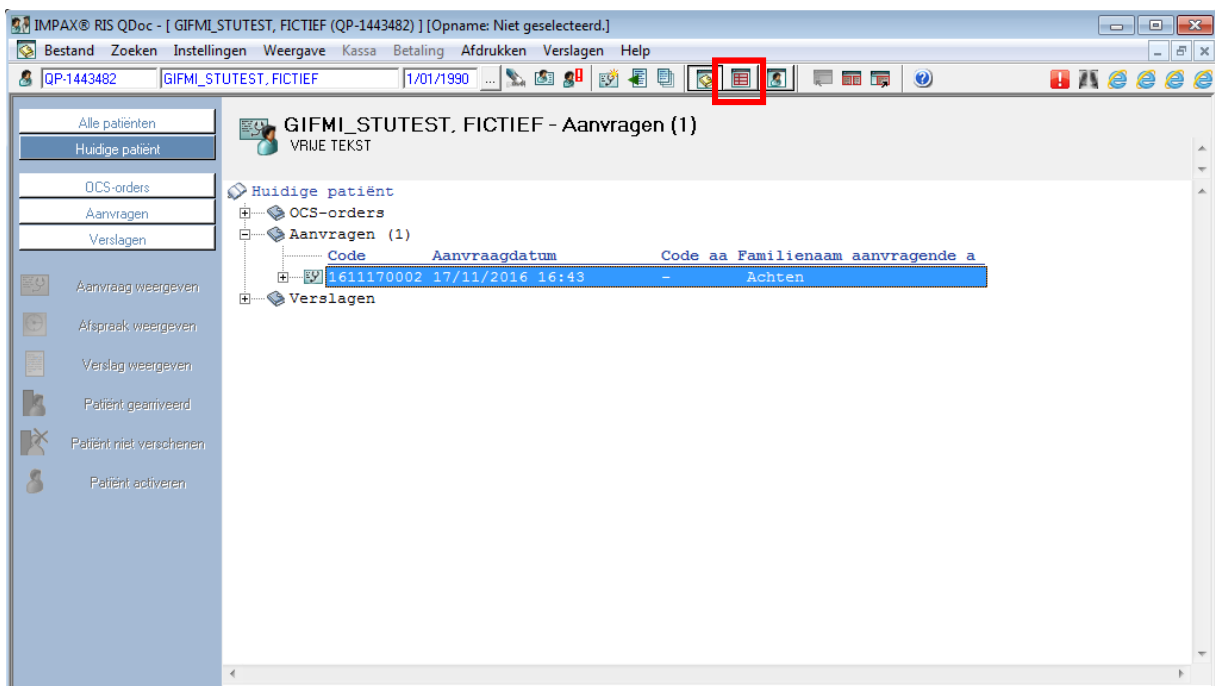 IMPAX® RIS QDoc - [ GIFMI_STUTEST, FICTIEF (QP-1443482) ] [Opname: Niet geselecteerd.]
Bestand Zoeken Instellingen Weergave Kassa Betaling Afdrukken Verslagen Help
QP-1443482 GIFMI_STUTEST, FICTIEF 1/01/1990 ...
Alle patiënten
Huidige patiënt
OCS-orders
Aanvragen
Verslagen
Aanvraag weergeven
Afspraak weergeven
Verslag weergeven
Patiënt gearriveerd
Patiënt niet verschenen
Patiënt activeren
GIFMI_STUTEST, FICTIEF - Aanvragen (1)
VRIJE TEKST
Huidige patiënt
OCS-orders
Aanvragen (1)
Code Aanvraagdatum Code aa Familienaam aanvragende a
1611170002 17/11/2016 16:43 - Achten
Verslagen